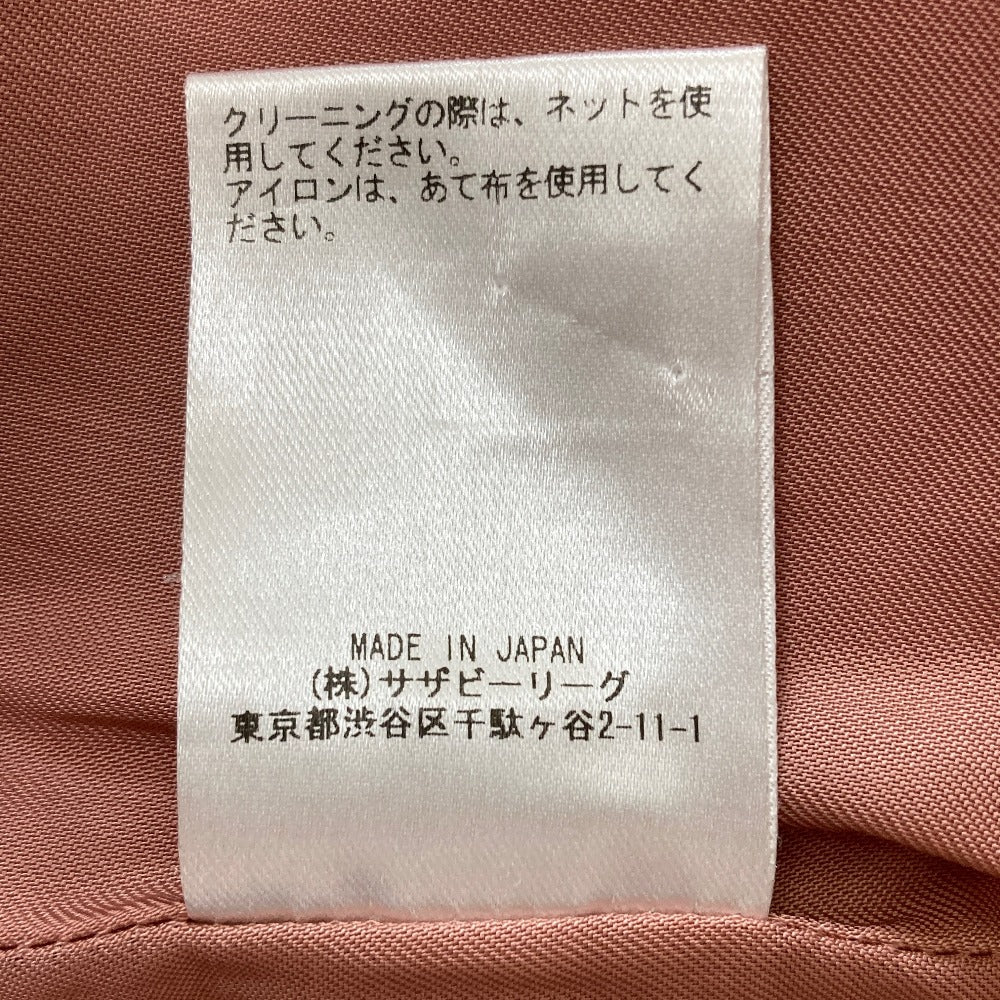 クリーニングの際は、ネットを使
用してください。
アイロンは、あて布を使用してく
ださい。
MADE IN JAPAN
(株)サザビーリーグ
東京都渋谷区千駄ヶ谷2-11-1